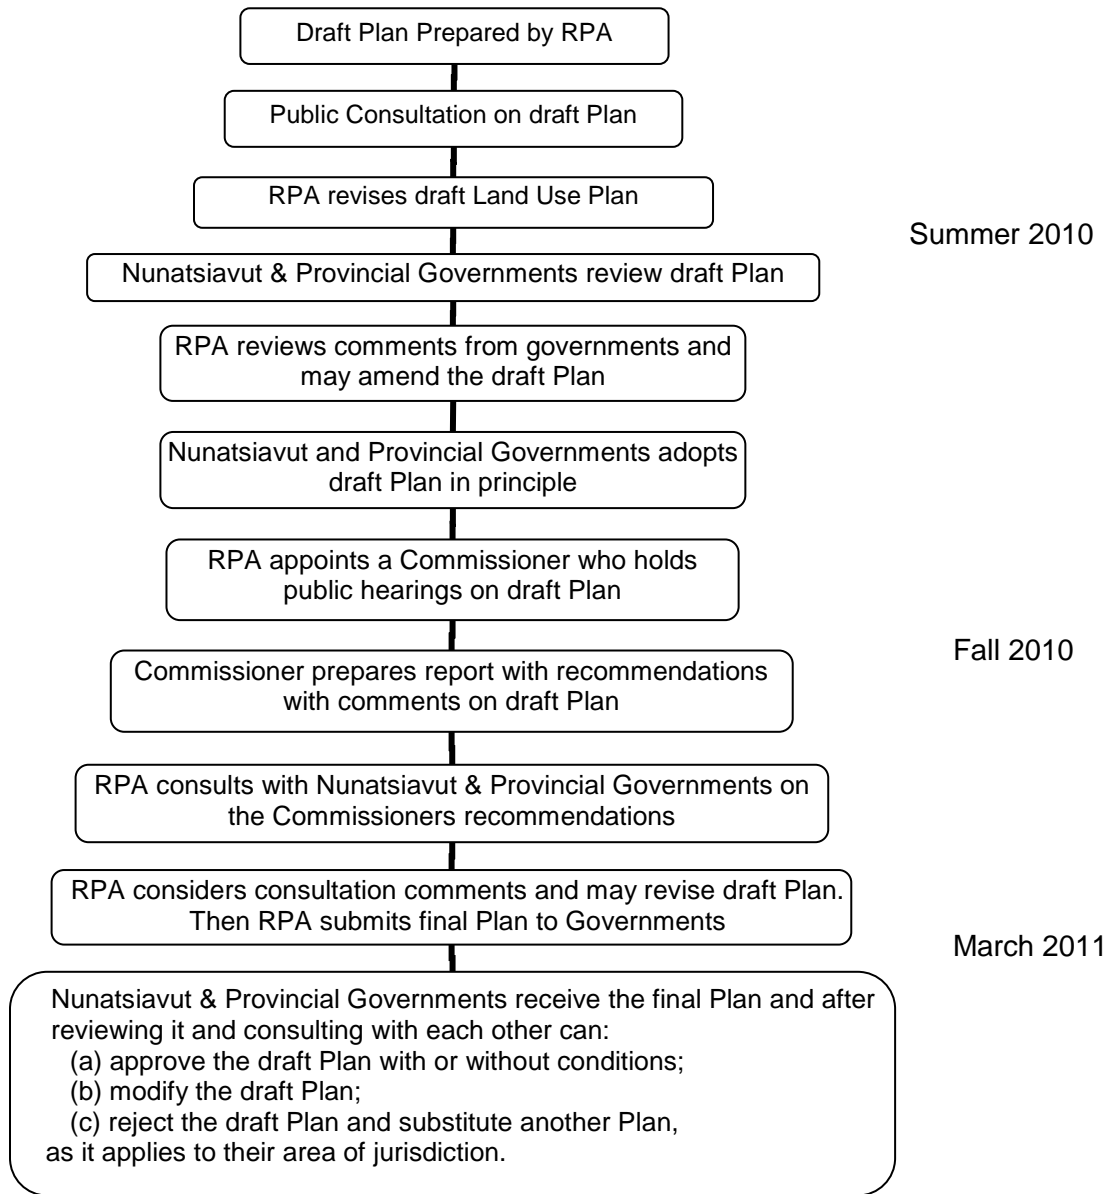 Draft Plan Prepared by RPA
Public Consultation on draft Plan
RPA revises draft Land Use Plan
Summer 2010
Nunatsiavut & Provincial Governments review draft Plan
RPA reviews comments from governments and
may amend the draft Plan
Nunatsiavut and Provincial Governments adopts
draft Plan in principle
RPA appoints a Commissioner who holds
public hearings on draft Plan
Fall 2010
Commissioner prepares report with recommendations
with comments on draft Plan
RPA consults with Nunatsiavut & Provincial Governments on
the Commissioners recommendations
RPA considers consultation comments and may revise draft Plan.
Then RPA submits final Plan to Governments
March 2011
Nunatsiavut & Provincial Governments receive the final Plan and after
reviewing it and consulting with each other can:
(a) approve the draft Plan with or without conditions;
(b) modify the draft Plan;
(c) reject the draft Plan and substitute another Plan,
as it applies to their area of jurisdiction.